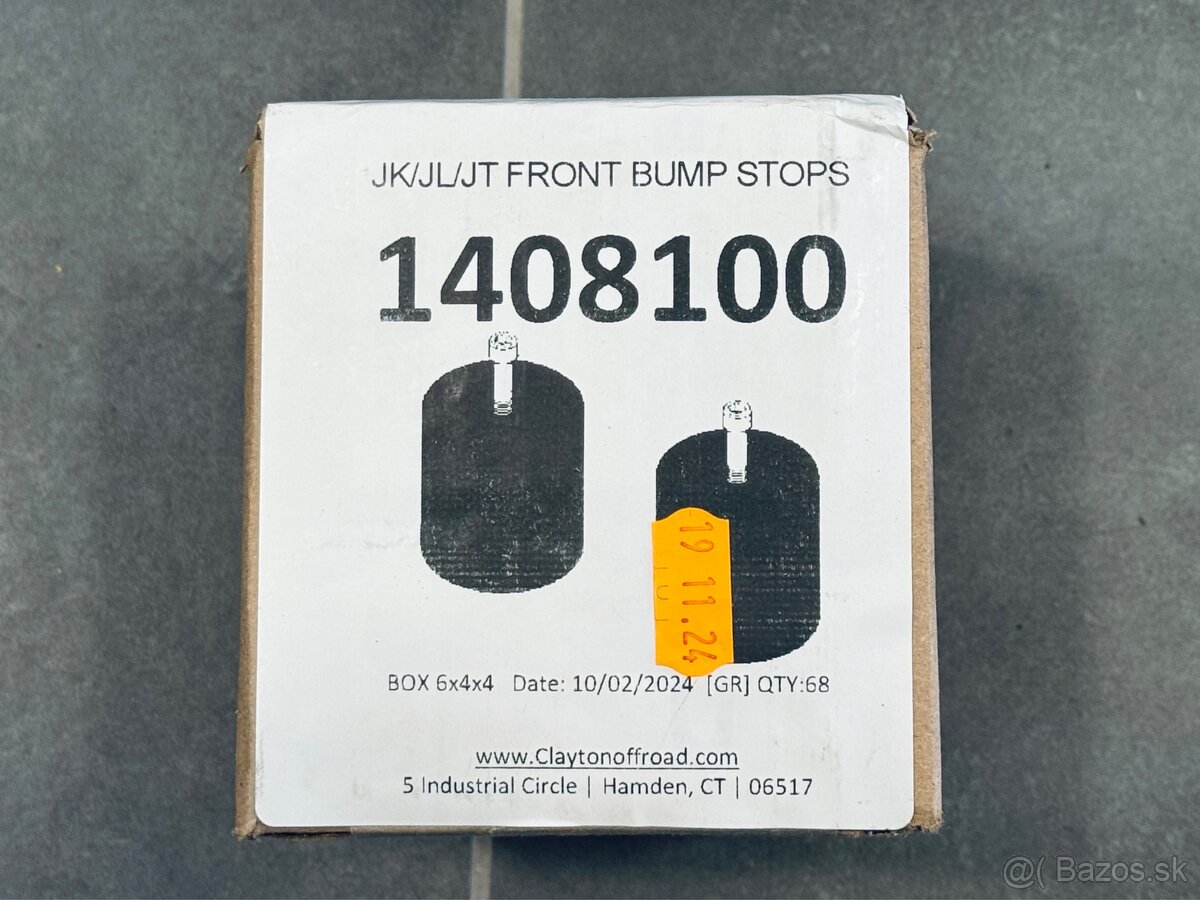 JK/JL/JT FRONT BUMP STOPS
1408100
19 11.24
BOX 6x4x4 Date: 10/02/2024 [GR] QTY:68
www.Claytonoffroad.com
5 Industrial Circle | Hamden, CT | 06517
@( Bazos.sk